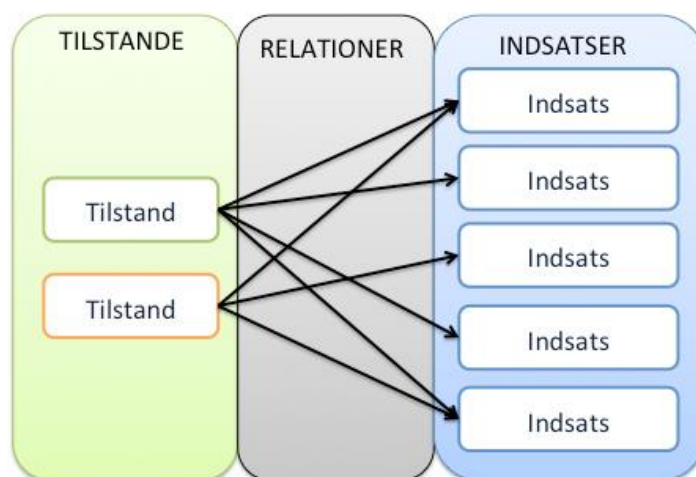 TILSTANDE
RELATIONER
INDSATSER
Tilstand
Tilstand
Indsats
Indsats
Indsats
Indsats
Indsats